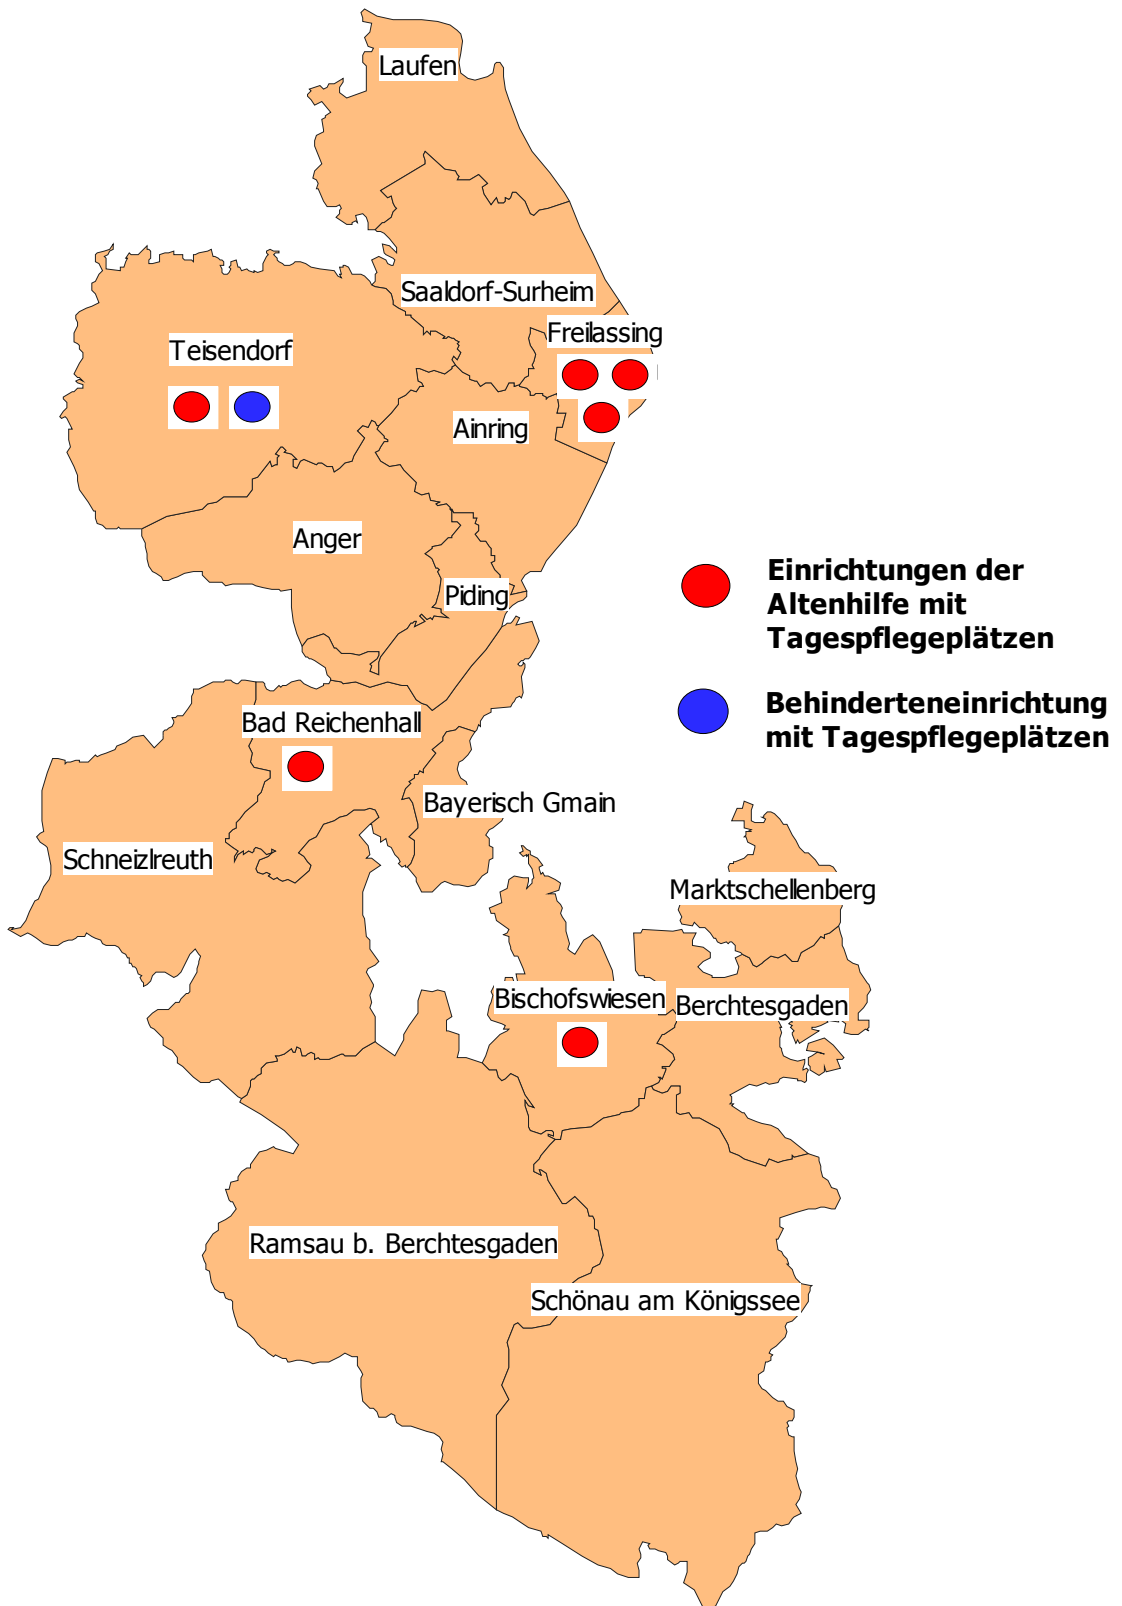 Laufen
Saaldorf-Surheim
Freilassing
Teisendorf
Ainring
Anger
Piding
Einrichtungen der
Altenhilfe mit
Tagespflegeplätzen
Behinderteneinrichtung
mit Tagespflegeplätzen
Bad Reichenhall
Bayerisch Gmain
Schneizlreuth
Marktschellenberg
Bischofswiesen
Berchtesgaden
Ramsau b. Berchtesgaden
Schönau am Königssee